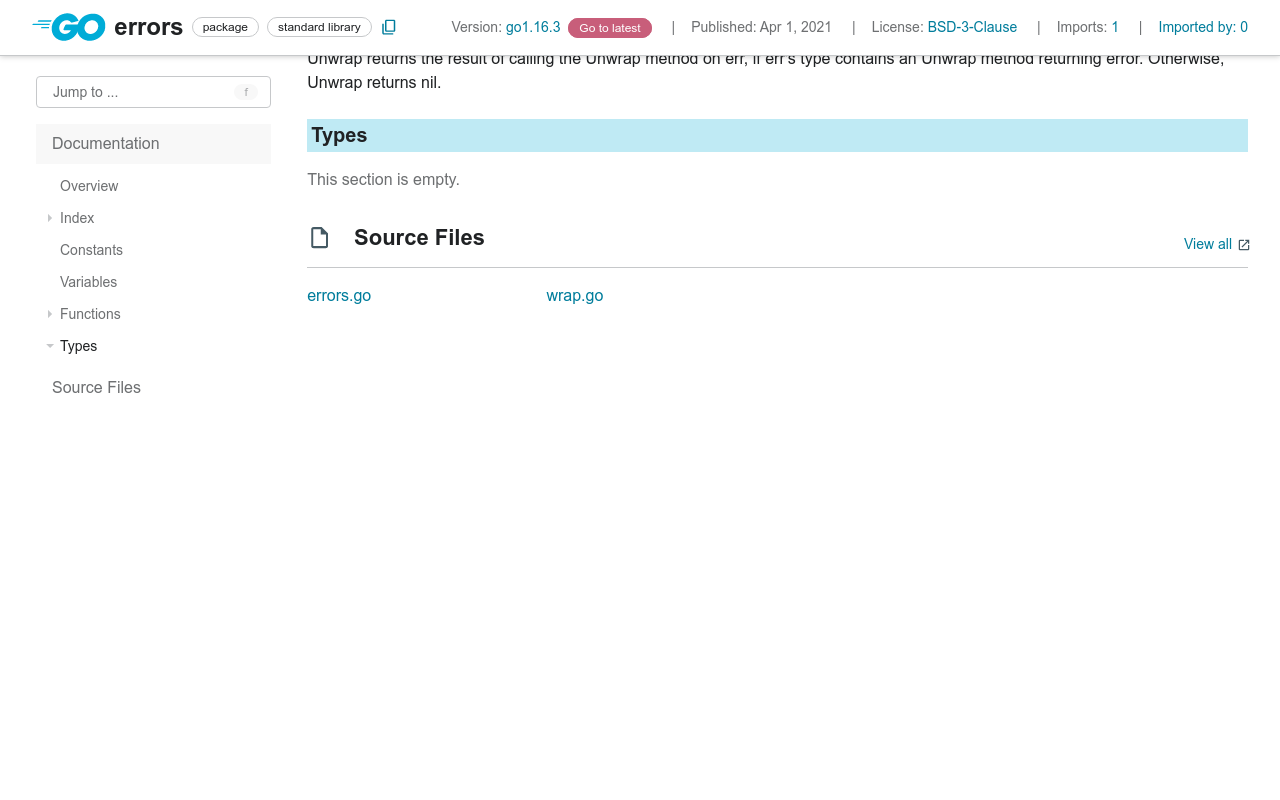 GO errors package standard library Version: go1.16.3 Go to latest | Published: Apr 1, 2021 | License: BSD-3-Clause | Imports: 1 | Imported by: 0
Unwrap returns the result of calling the Unwrap method on err, if err's type contains an Unwrap method returning error. Otherwise,
Unwrap returns nil.
Jump to ... f
Documentation
Overview
Index
Constants
Variables
Functions
Types
Source Files
Types
This section is empty.
Source Files
View all
errors.go wrap.go